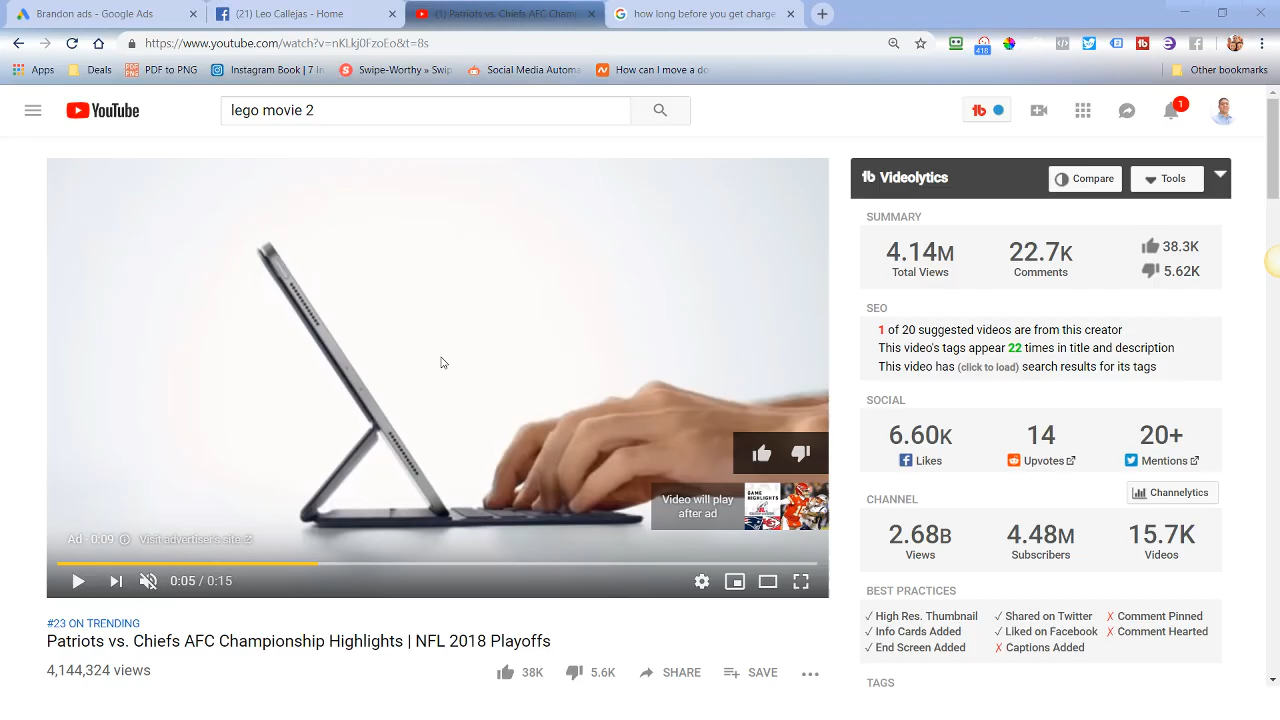 Brandon ads - Google Ads
Jairo Callejas - Home
(1) Patriots vs. Chiefs AFC Cham
how long before you get charge
https://www.youtube.com/watch?v=nKLkj0FzoEo&t=8s
418
Apps
Deals
PDF to PNG
Instagram Book | 7 in
Swipe-Worthy » Swip
Social Media Automa
How can I move a do
Other bookmarks
YouTube
lego movie 2
tb
1
tb Videolytics
Compare
Tools
SUMMARY
4.14M
22.7K
38.3K
Total Views
Comments
5.62K
SEO
1 of 20 suggested videos are from this creator
This video's tags appear 22 times in title and description
This video has (click to load) search results for its tags
SOCIAL
6.60K
14
20+
Likes
Upvotes
Mentions
CHANNEL
Channelytics
2.68B
4.48M
15.7K
Views
Subscribers
Videos
BEST PRACTICES
✓ High Res. Thumbnail
✓ Shared on Twitter
✗ Comment Pinned
✓ Info Cards Added
✓ Liked on Facebook
✗ Comment Hearted
✓ End Screen Added
✗ Captions Added
TAGS
Video will play
after ad
GAME
HIGHLIGHTS
Ad · 0:09
Visit advertiser's site
0:05 / 0:15
#23 ON TRENDING
Patriots vs. Chiefs AFC Championship Highlights | NFL 2018 Playoffs
4,144,324 views
38K
5.6K
SHARE
SAVE